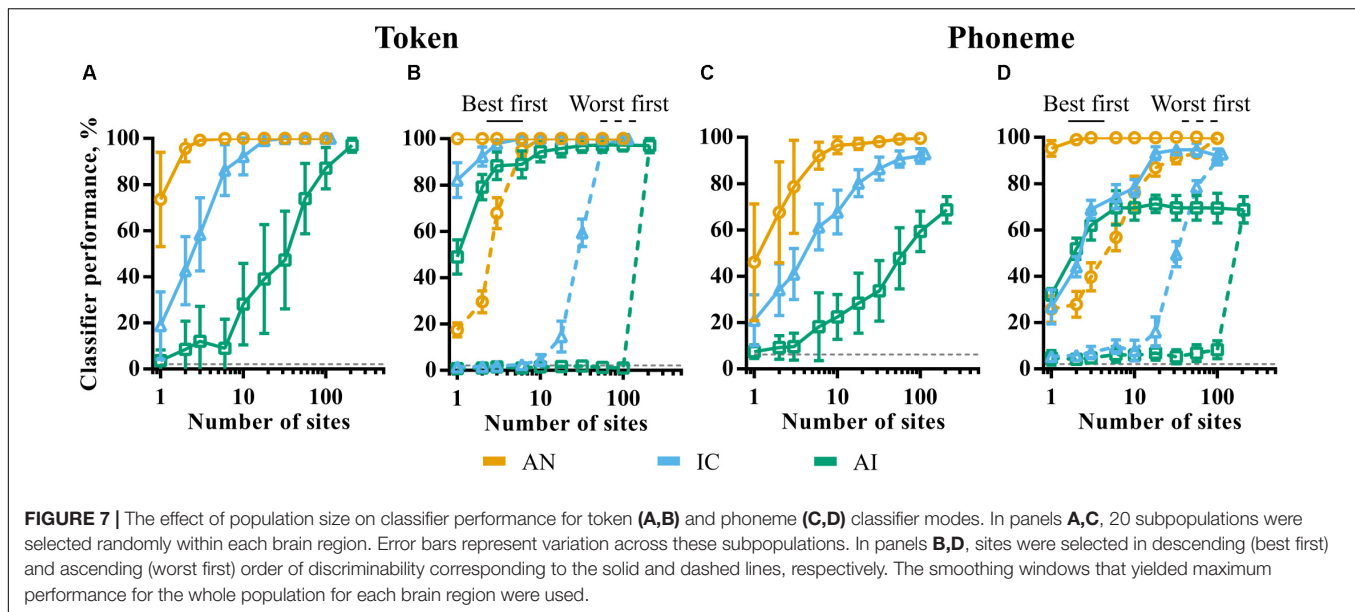 Token Phoneme
A B C D
Best first Worst first Best first Worst first
Classifier performance, %
100 100 100 100
80 80 80 80
60 60 60 60
40 40 40 40
20 20 20 20
0 0 0 0
1 10 100 1 10 100 1 10 100 1 10 100
Number of sites Number of sites Number of sites Number of sites
AN IC AI
FIGURE 7 | The effect of population size on classifier performance for token (A,B) and phoneme (C,D) classifier modes. In panels A,C, 20 subpopulations were
selected randomly within each brain region. Error bars represent variation across these subpopulations. In panels B,D, sites were selected in descending (best first)
and ascending (worst first) order of discriminability corresponding to the solid and dashed lines, respectively. The smoothing windows that yielded maximum
performance for the whole population for each brain region were used.